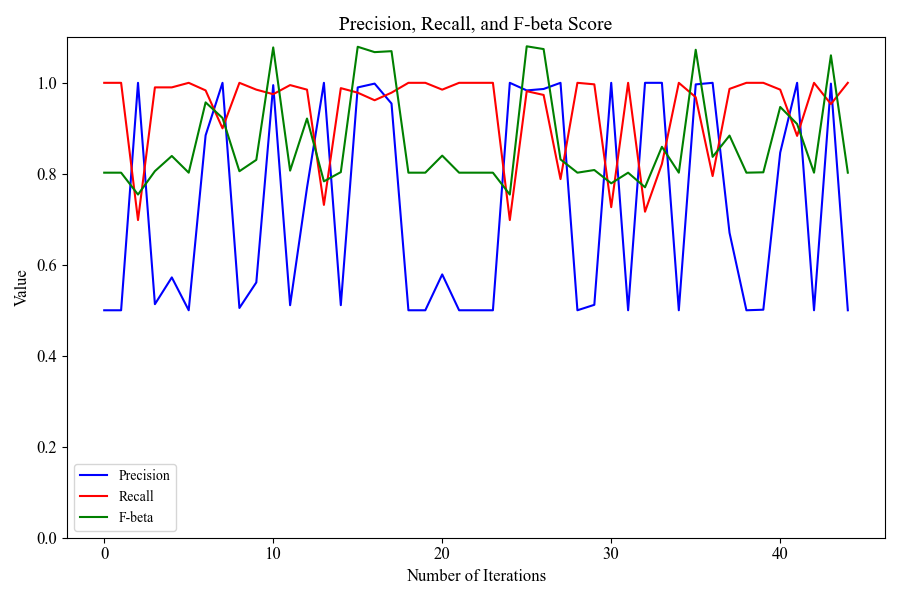 Precision, Recall, and F-beta Score
Value
1.0
0.8
0.6
0.4
0.2
0.0
Precision
Recall
F-beta
0 10 20 30 40
Number of Iterations